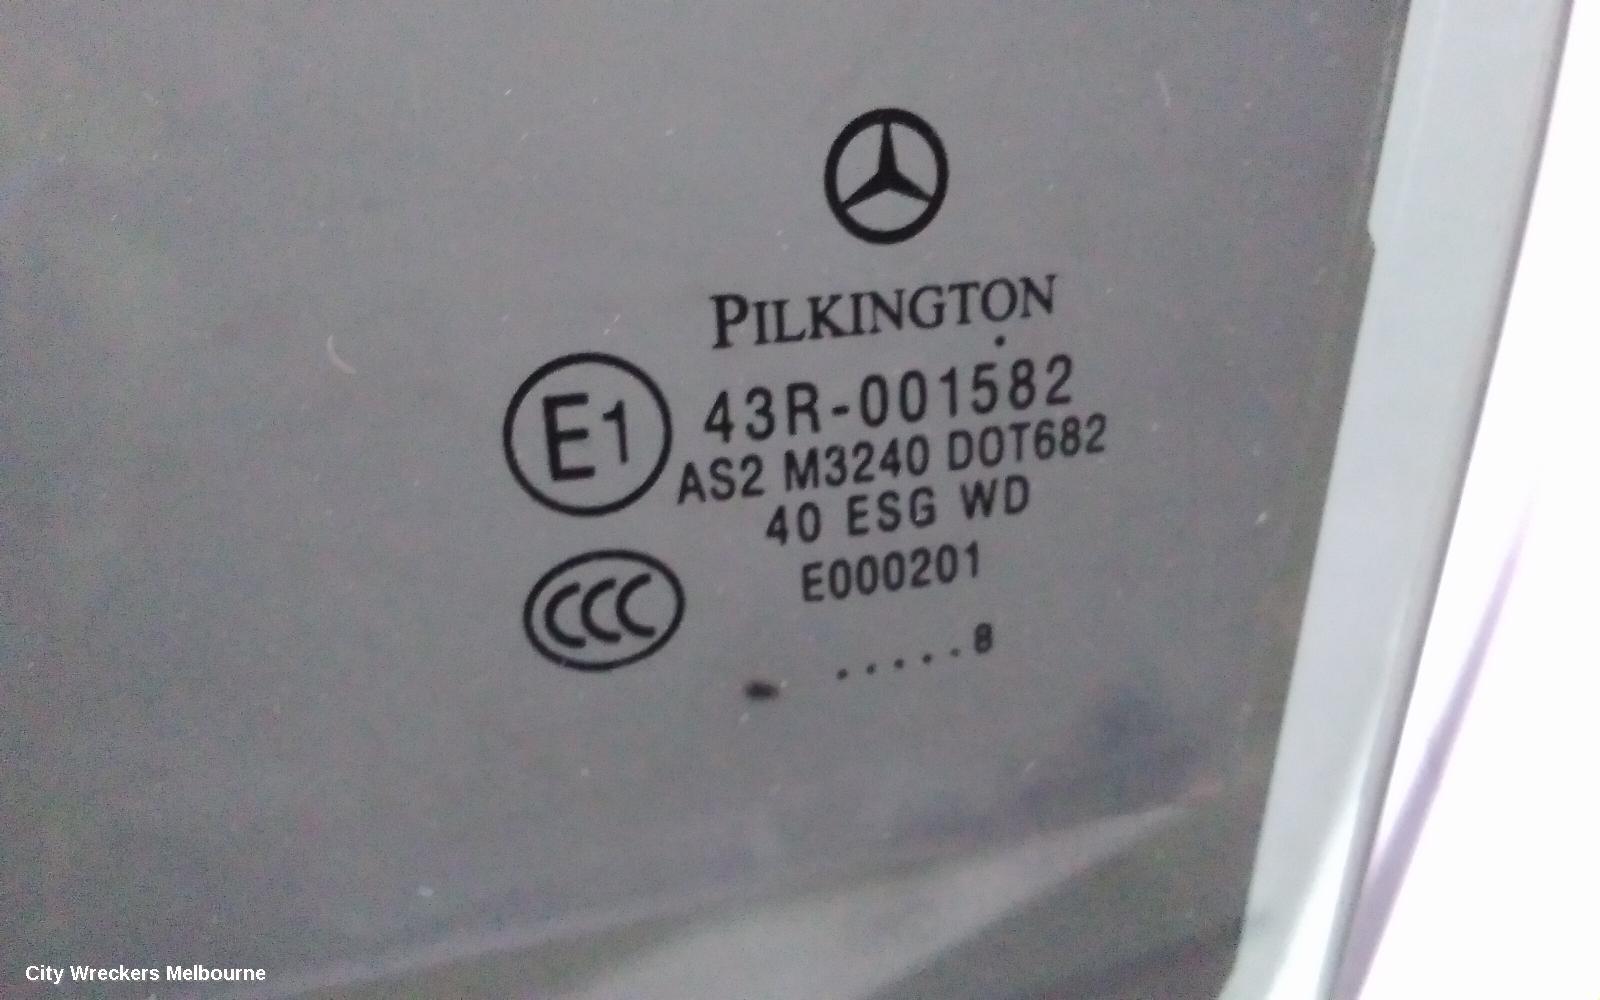 PILKINGTON
E1 43R-001582
AS2 M3240 DOT682
40 ESG WD
E000201
CCC
.....8
City Wreckers Melbourne